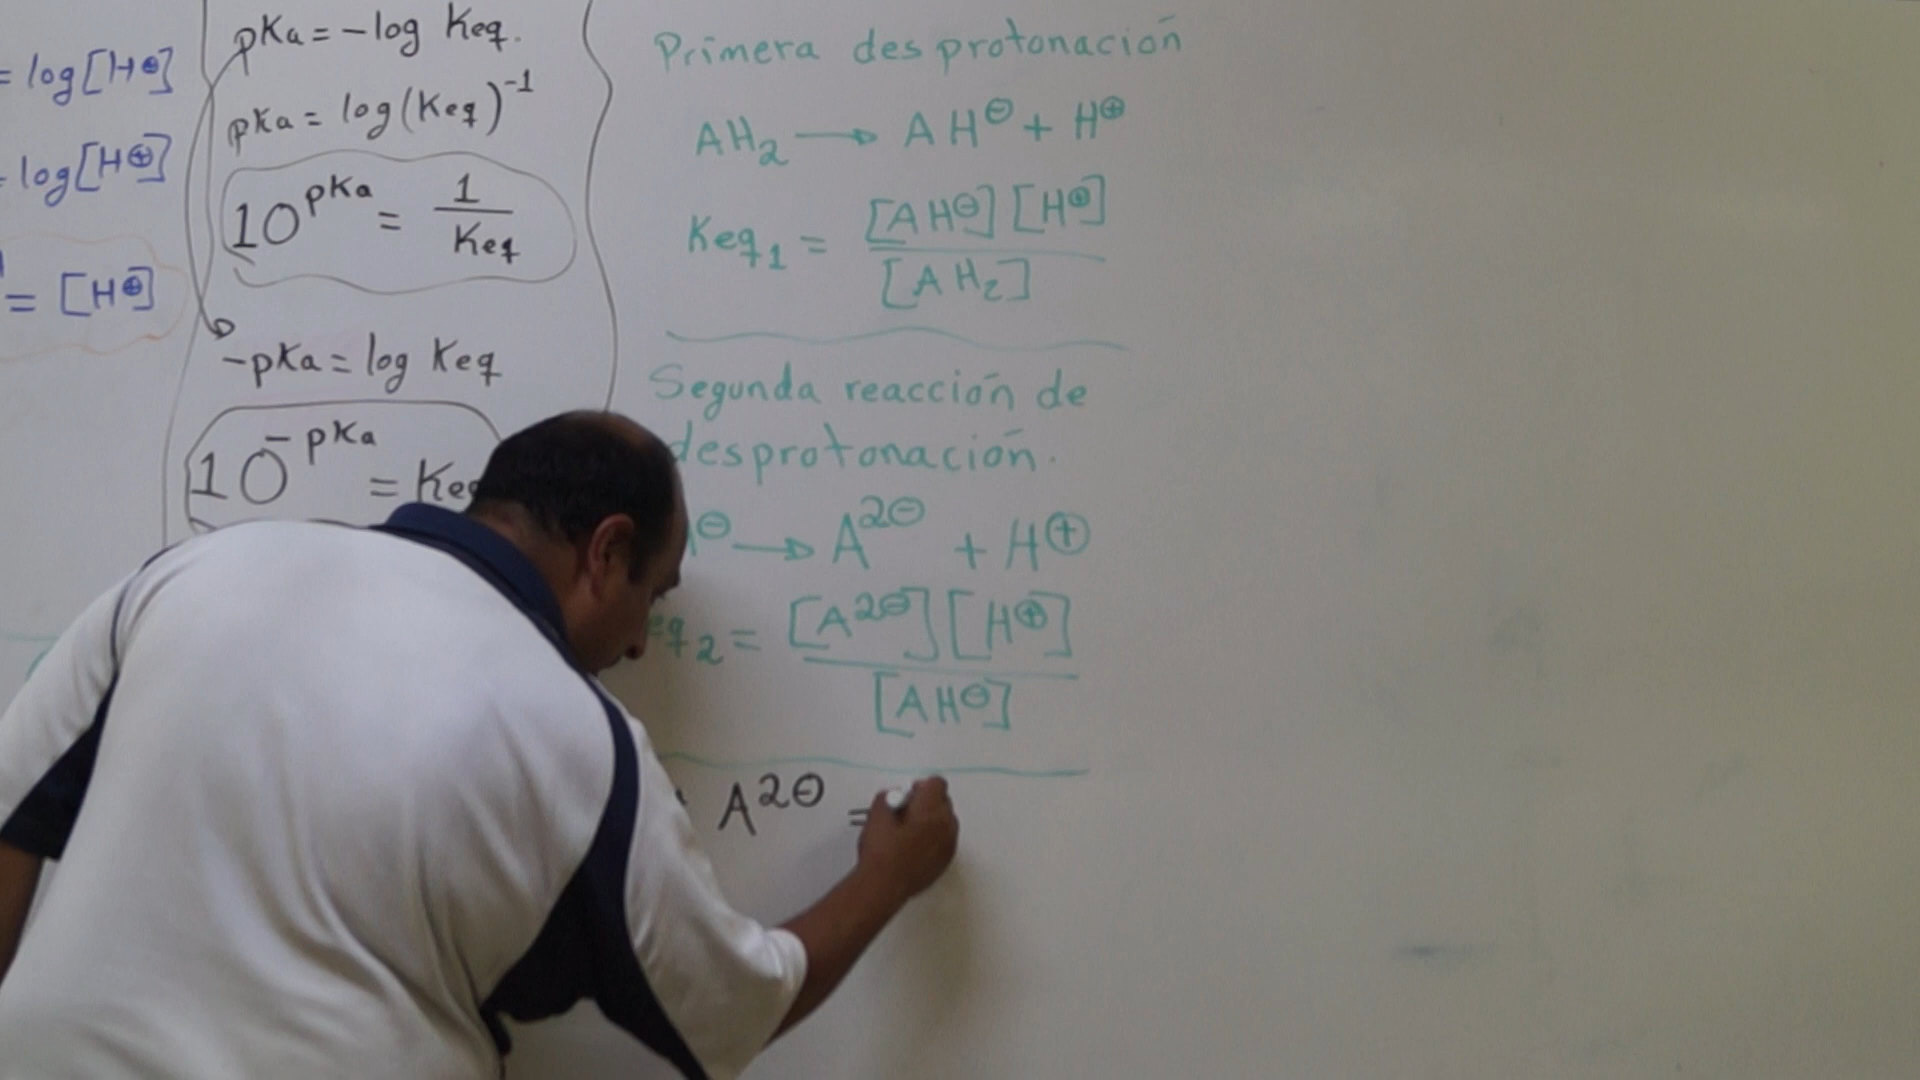 = log[H⊕]
= log[H⊕]
= [H⊕]
pKa = -log Keq.
pKa = log(Keq)⁻¹
10^pKa = 1/Keq
-pKa = log Keq
10^-pKa = Keq
Primera desprotonación
AH₂ → AH⊖ + H⊕
Keq₁ = [AH⊖][H⊕]
[AH₂]
Segunda reacción de
desprotonación.
⊖ → A²⊖ + H⊕
eq₂ = [A²⊖][H⊕]
[AH⊖]
A²⊖ =